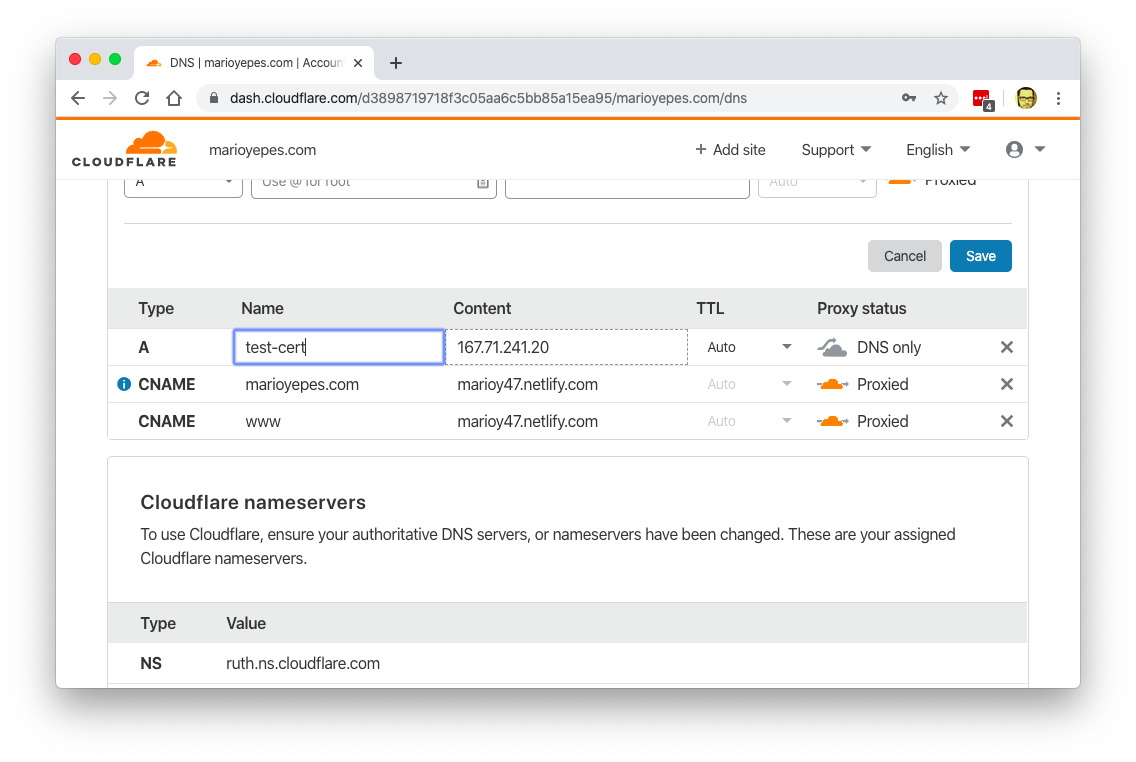 DNS | marioyepes.com | Accoun
dash.cloudflare.com/d3898719718f3c05aa6c5bb85a15ea95/marioyepes.com/dns
4
CLOUDFLARE
marioyepes.com
+ Add site
Support
English
A
Use @ for root
Auto
Proxied
Cancel
Save
Type Name Content TTL Proxy status
A test-cert 167.71.241.20 Auto DNS only
CNAME marioyepes.com marioy47.netlify.com Auto Proxied
CNAME www marioy47.netlify.com Auto Proxied
Cloudflare nameservers
To use Cloudflare, ensure your authoritative DNS servers, or nameservers have been changed. These are your assigned
Cloudflare nameservers.
Type Value
NS ruth.ns.cloudflare.com